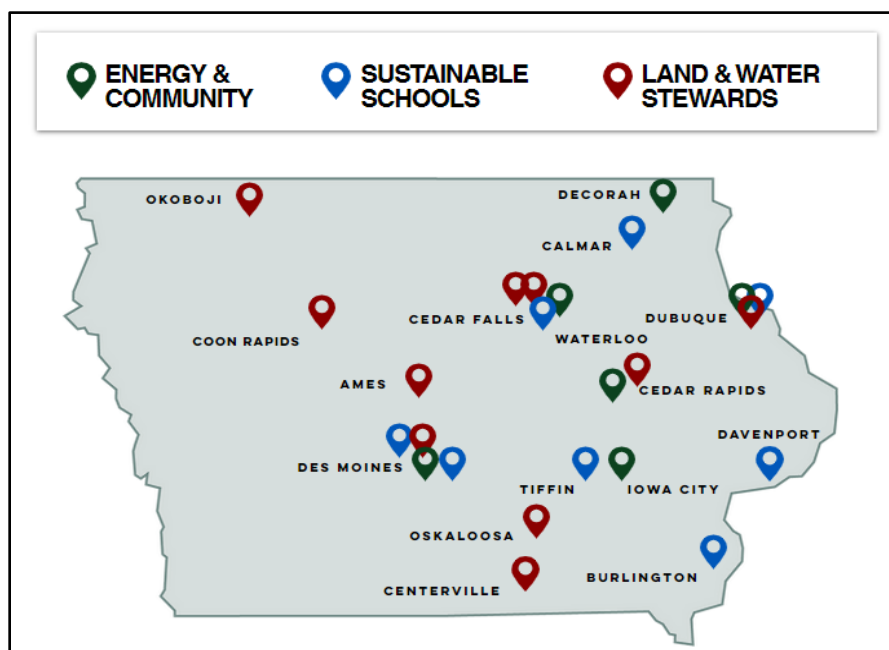 ENERGY &
COMMUNITY
SUSTAINABLE
SCHOOLS
LAND & WATER
STEWARDS
OKOBOJI
DECORAH
CALMAR
COON RAPIDS
CEDAR FALLS
WATERLOO
DUBUQUE
AMES
CEDAR RAPIDS
DES MOINES
DAVENPORT
TIFFIN
IOWA CITY
OSKALOOSA
CENTERVILLE
BURLINGTON